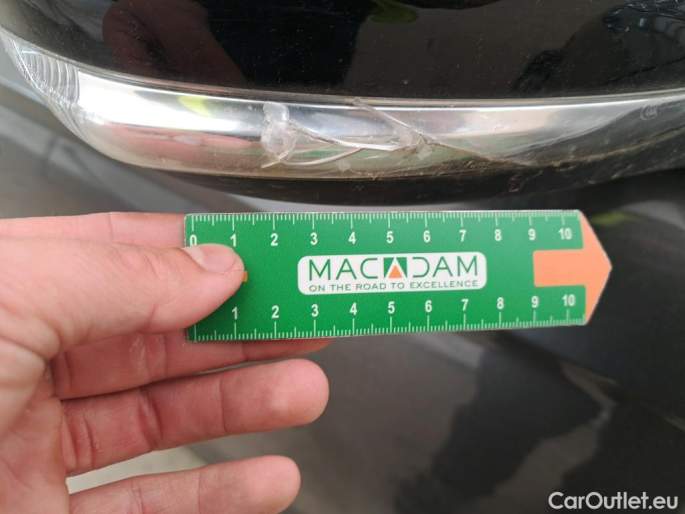 0 1 2 3 4 5 6 7 8 9 10
MACADAM
ON THE ROAD TO EXCELLENCE
1 2 3 4 5 6 7 8 9 10
CarOutlet.eu